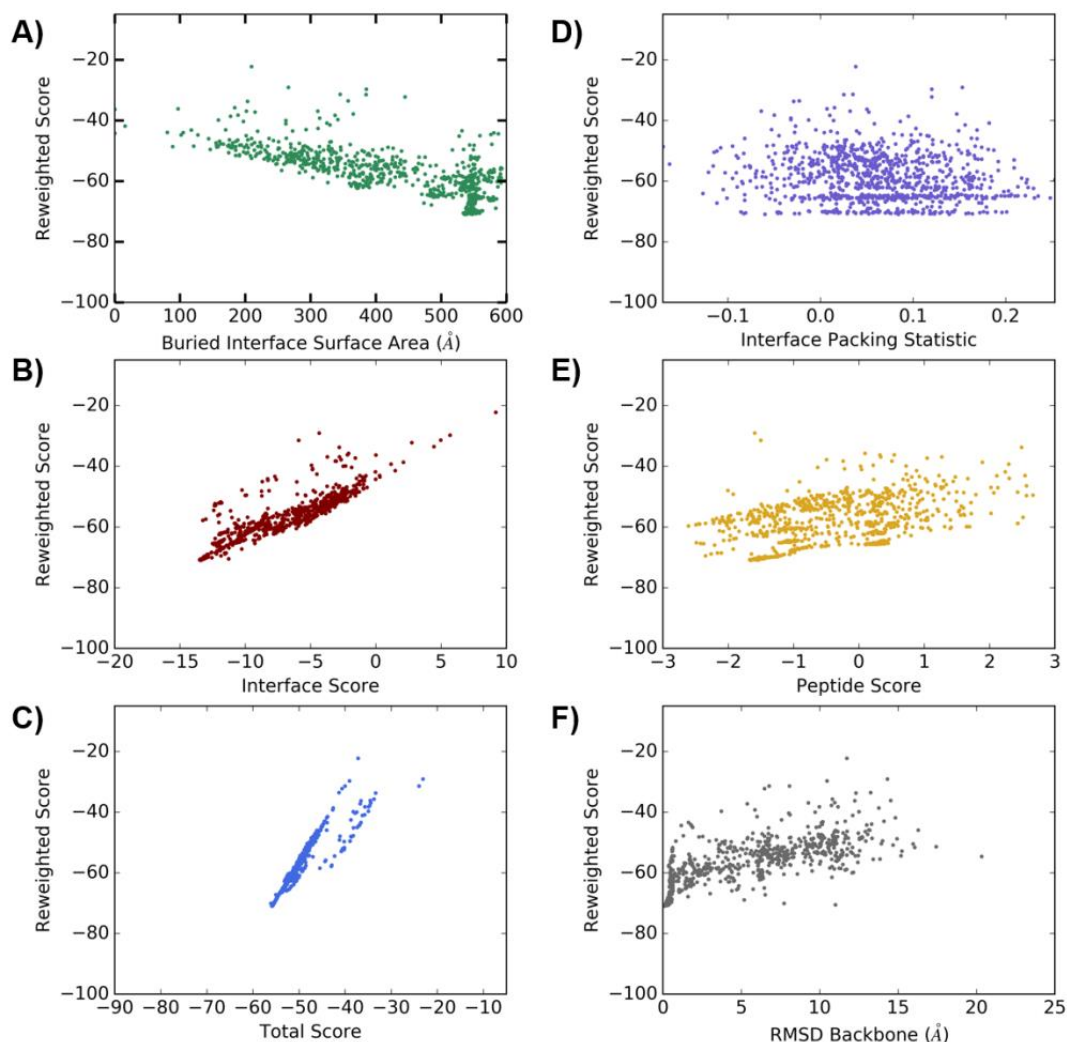 A)
Reweighted Score
−20
−40
−60
−80
−100
0 100 200 300 400 500 600
Buried Interface Surface Area (Å)
D)
Reweighted Score
−20
−40
−60
−80
−100
−0.1 0.0 0.1 0.2
Interface Packing Statistic
B)
Reweighted Score
−20
−40
−60
−80
−100
−20 −15 −10 −5 0 5 10
Interface Score
E)
Reweighted Score
−20
−40
−60
−80
−100
−3 −2 −1 0 1 2 3
Peptide Score
C)
Reweighted Score
−20
−40
−60
−80
−100
−90 −80 −70 −60 −50 −40 −30 −20 −10
Total Score
F)
Reweighted Score
−20
−40
−60
−80
−100
0 5 10 15 20 25
RMSD Backbone (Å)